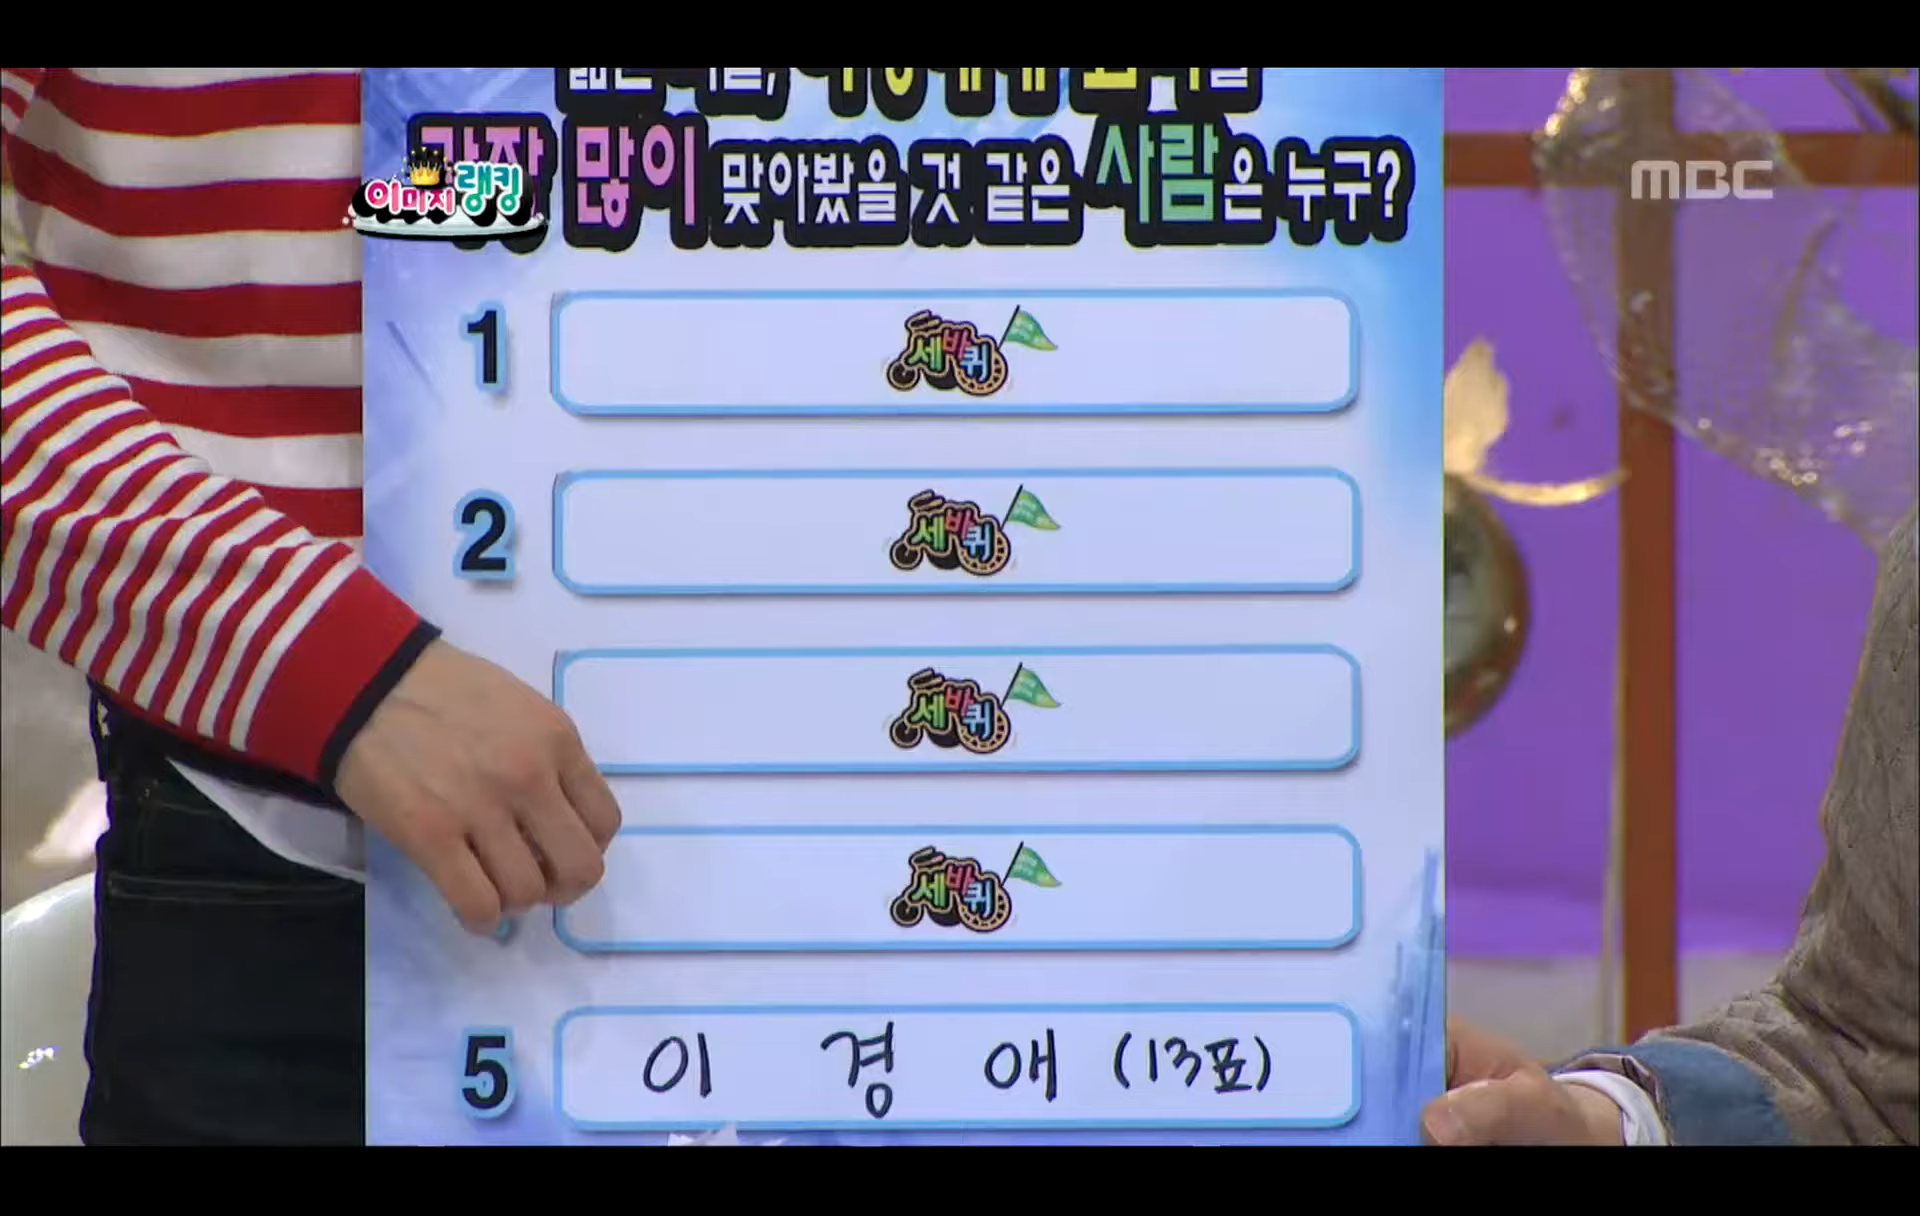 가장 많이 맞아봤을 것 같은 사람은 누구?
이미지 랭킹
MBC
1 세바퀴
2 세바퀴
세바퀴
세바퀴
5 이경애 (13표)